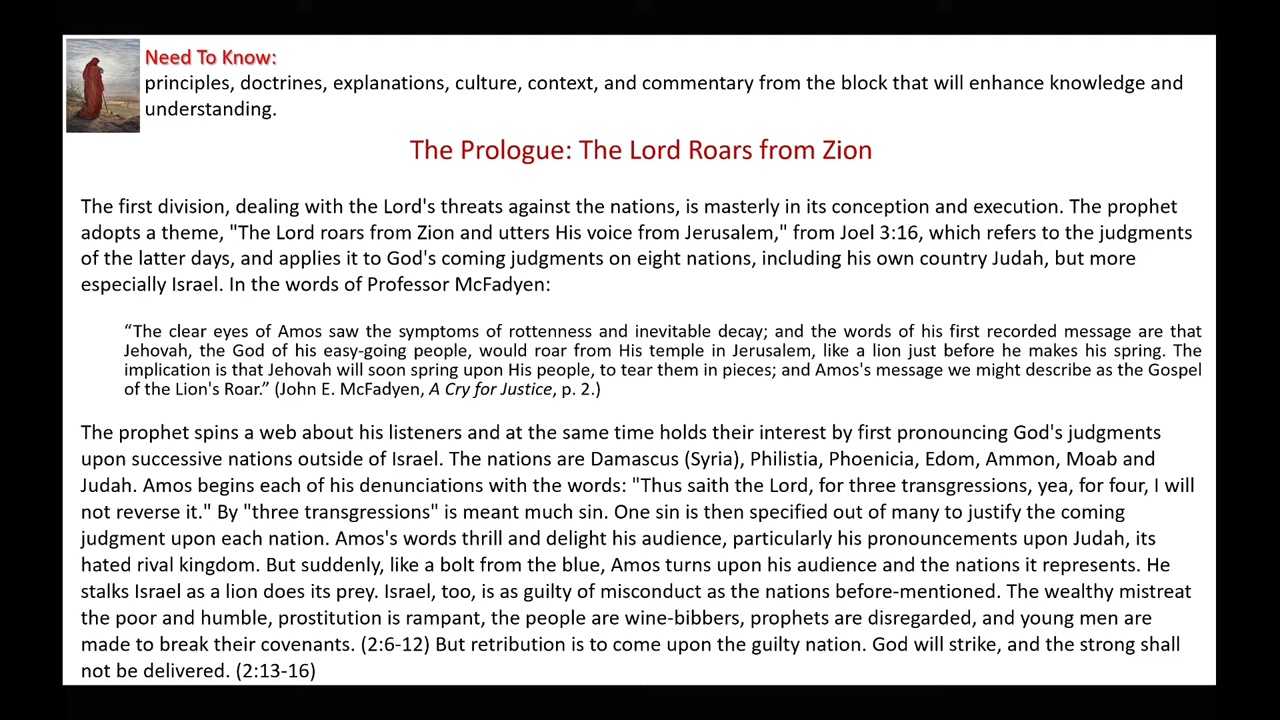 Need To Know:
principles, doctrines, explanations, culture, context, and commentary from the block that will enhance knowledge and
understanding.
The Prologue: The Lord Roars from Zion
The first division, dealing with the Lord's threats against the nations, is masterly in its conception and execution. The prophet
adopts a theme, "The Lord roars from Zion and utters His voice from Jerusalem," from Joel 3:16, which refers to the judgments
of the latter days, and applies it to God's coming judgments on eight nations, including his own country Judah, but more
especially Israel. In the words of Professor McFadyen:
“The clear eyes of Amos saw the symptoms of rottenness and inevitable decay; and the words of his first recorded message are that
Jehovah, the God of his easy-going people, would roar from His temple in Jerusalem, like a lion just before he makes his spring. The
implication is that Jehovah will soon spring upon His people, to tear them in pieces; and Amos's message we might describe as the Gospel
of the Lion's Roar.” (John E. McFadyen, A Cry for Justice, p. 2.)
The prophet spins a web about his listeners and at the same time holds their interest by first pronouncing God's judgments
upon successive nations outside of Israel. The nations are Damascus (Syria), Philistia, Phoenicia, Edom, Ammon, Moab and
Judah. Amos begins each of his denunciations with the words: "Thus saith the Lord, for three transgressions, yea, for four, I will
not reverse it." By "three transgressions" is meant much sin. One sin is then specified out of many to justify the coming
judgment upon each nation. Amos's words thrill and delight his audience, particularly his pronouncements upon Judah, its
hated rival kingdom. But suddenly, like a bolt from the blue, Amos turns upon his audience and the nations it represents. He
stalks Israel as a lion does its prey. Israel, too, is as guilty of misconduct as the nations before-mentioned. The wealthy mistreat
the poor and humble, prostitution is rampant, the people are wine-bibbers, prophets are disregarded, and young men are
made to break their covenants. (2:6-12) But retribution is to come upon the guilty nation. God will strike, and the strong shall
not be delivered. (2:13-16)